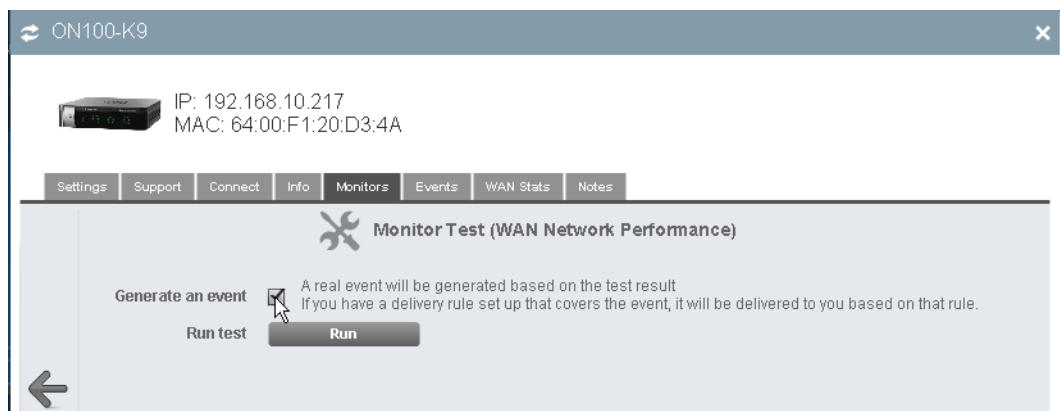 ON100-K9
IP: 192.168.10.217
MAC: 64:00:F1:20:D3:4A
Settings Support Connect Info Monitors Events WAN Stats Notes
Monitor Test (WAN Network Performance)
Generate an event
A real event will be generated based on the test result
If you have a delivery rule set up that covers the event, it will be delivered to you based on that rule.
Run test Run